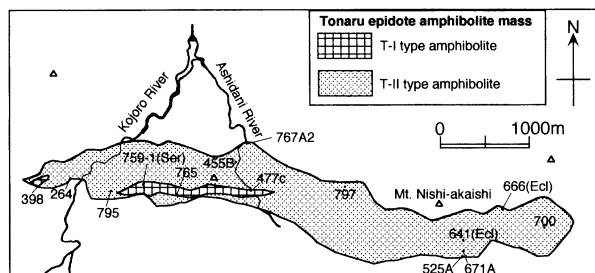 Tonaru epidote amphibolite mass
T-I type amphibolite
T-II type amphibolite
N
0 1000m
Kojoro River
Ashidani River
767A2
759-1(Ser)
455B
765
477c
398
264
795
797
Mt. Nishi-akaishi
666(Ecl)
700
641(Ecl)
525A 671A